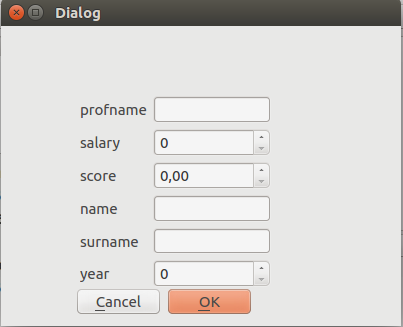 Dialog
profname
salary 0
score 0,00
name
surname
year 0
Cancel OK